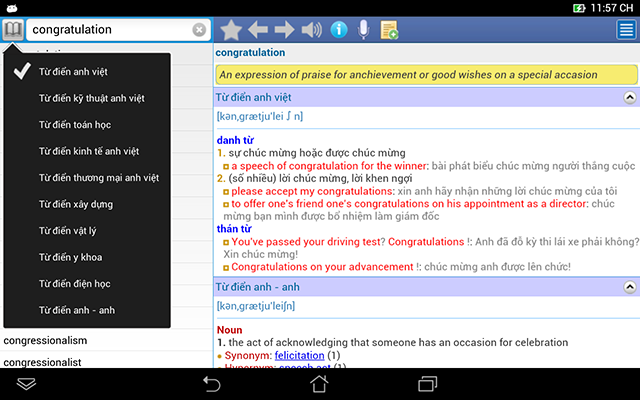 11:57 CH
congratulation
Từ điển anh việt
Từ điển kỹ thuật anh việt
Từ điển toán học
Từ điển kinh tế anh việt
Từ điển thương mại anh việt
Từ điển xây dựng
Từ điển vật lý
Từ điển y khoa
Từ điển điện học
Từ điển anh - anh
congressionalism
congressionalist
congratulation
An expression of praise for anchievement or good wishes on a special accasion
Từ điển anh việt
[kən,grætju'lei ʃ n]
danh từ
1. sự chúc mừng hoặc được chúc mừng
a speech of congratulation for the winner: bài phát biểu chúc mừng người thắng cuộc
2. (số nhiều) lời chúc mừng, lời khen ngợi
please accept my congratulations: xin anh hãy nhận những lời chúc mừng của tôi
to offer one's friend one's congratulations on his appointment as a director: chúc
mừng bạn mình được bổ nhiệm làm giám đốc
thán từ
You've passed your driving test? Congratulations !: Anh đã đỗ kỳ thi lái xe phải không?
Xin chúc mừng!
Congratulations on your advancement !: chúc mừng anh được lên chức!
Từ điển anh - anh
[kən,grætju'leiʃn]
Noun
1. the act of acknowledging that someone has an occasion for celebration
Synonym: felicitation (1)
Hypernym: speech act (1)